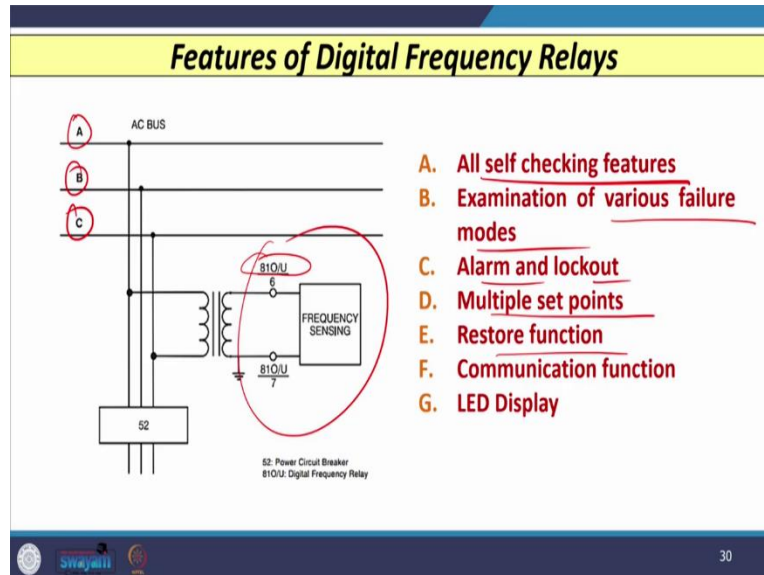 Features of Digital Frequency Relays
AC BUS
A
B
C
81O/U
6
FREQUENCY
SENSING
81O/U
7
52
52: Power Circuit Breaker
81O/U: Digital Frequency Relay
A. All self checking features
B. Examination of various failure
modes
C. Alarm and lockout
D. Multiple set points
E. Restore function
F. Communication function
G. LED Display
swayam
30